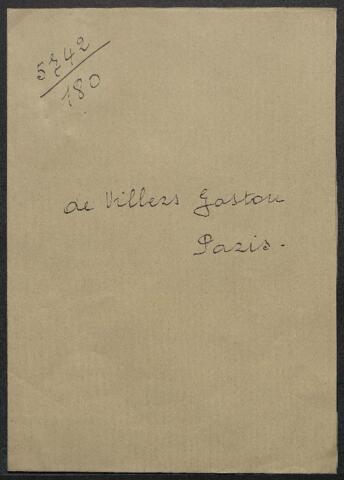 5742/180
de Villers Gaston
Paris.